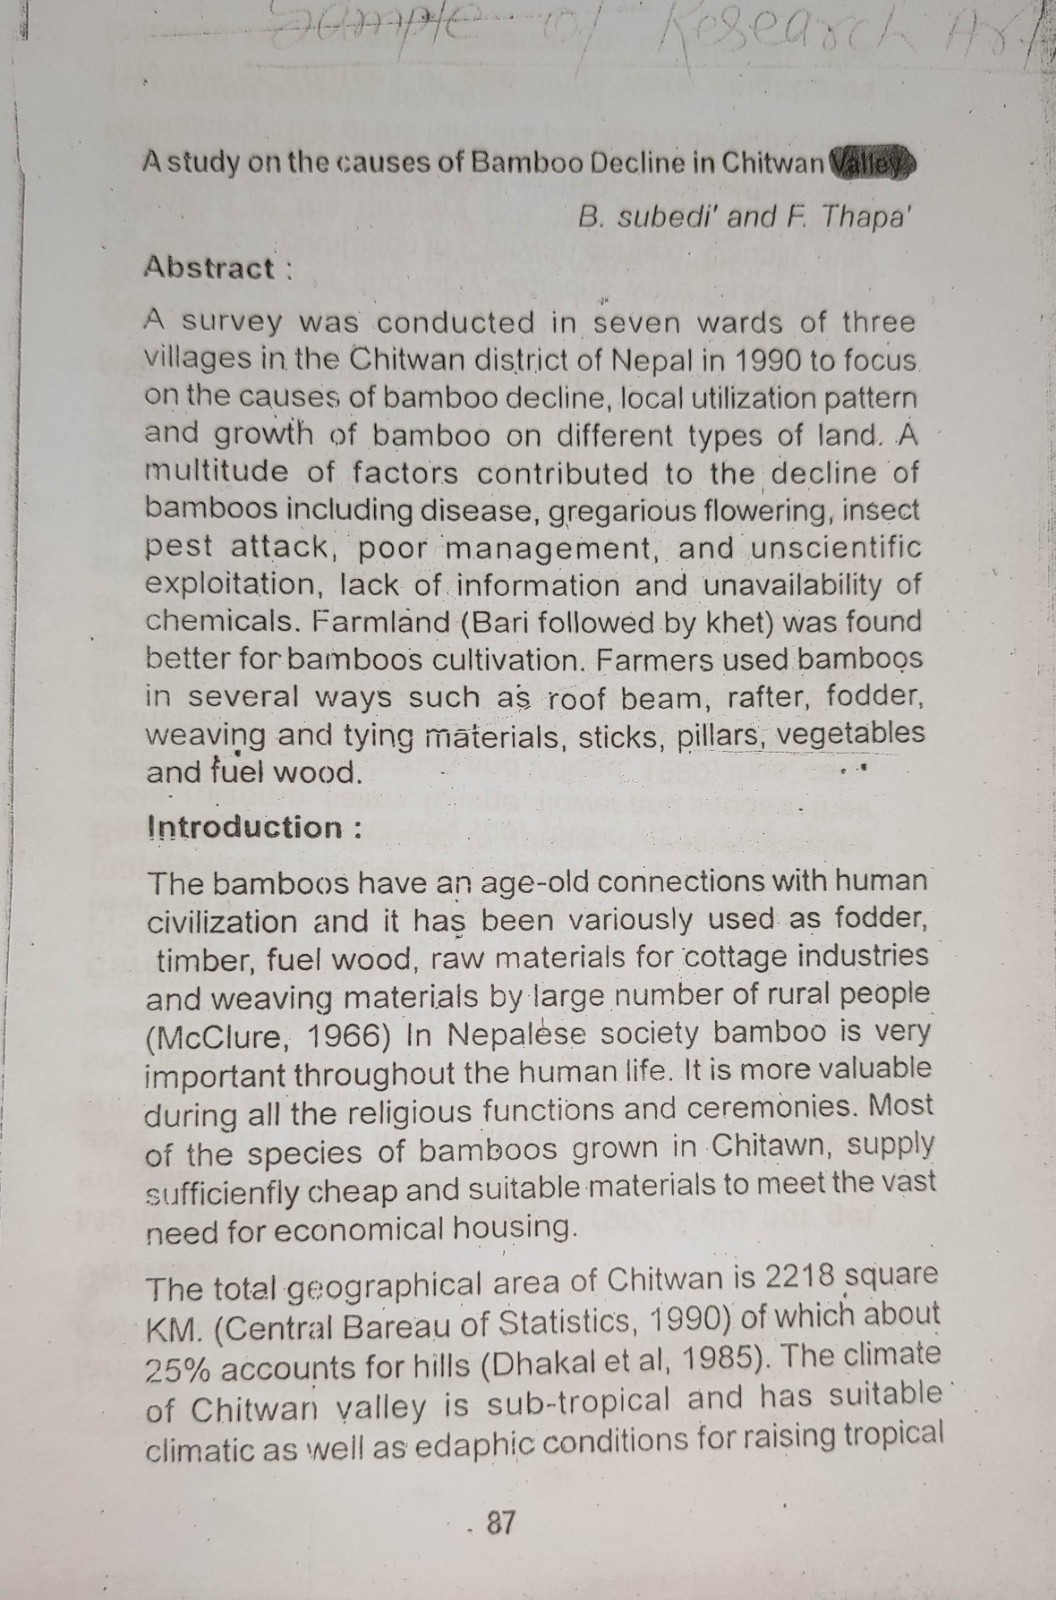 Sample of Research Art
A study on the causes of Bamboo Decline in Chitwan Valley
B. subedi' and F. Thapa'
Abstract :
A survey was conducted in seven wards of three
villages in the Chitwan district of Nepal in 1990 to focus
on the causes of bamboo decline, local utilization pattern
and growth of bamboo on different types of land. A
multitude of factors contributed to the decline of
bamboos including disease, gregarious flowering, insect
pest attack, poor management, and unscientific
exploitation, lack of information and unavailability of
chemicals. Farmland (Bari followed by khet) was found
better for bamboos cultivation. Farmers used bamboos
in several ways such as roof beam, rafter, fodder,
weaving and tying materials, sticks, pillars, vegetables
and fuel wood.
Introduction :
The bamboos have an age-old connections with human
civilization and it has been variously used as fodder,
timber, fuel wood, raw materials for cottage industries
and weaving materials by large number of rural people
(McClure, 1966) In Nepalese society bamboo is very
important throughout the human life. It is more valuable
during all the religious functions and ceremonies. Most
of the species of bamboos grown in Chitawn, supply
sufficienfly cheap and suitable materials to meet the vast
need for economical housing.
The total geographical area of Chitwan is 2218 square
KM. (Central Bareau of Statistics, 1990) of which about
25% accounts for hills (Dhakal et al, 1985). The climate
of Chitwan valley is sub-tropical and has suitable
climatic as well as edaphic conditions for raising tropical
87